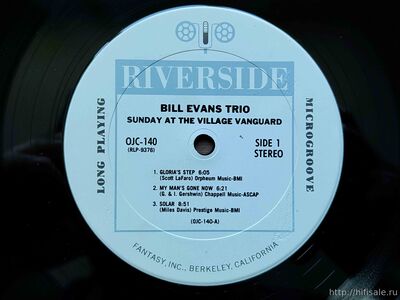 RIVERSIDE
LONG PLAYING
MICROGROOVE
BILL EVANS TRIO
SUNDAY AT THE VILLAGE VANGUARD
OJC-140
(RLP-9376)
SIDE 1
STEREO
1. GLORIA'S STEP 6:05
(Scott LaFaro) Orpheum Music-BMI
2. MY MAN'S GONE NOW 6:21
(G. & I. Gershwin) Chappell Music-ASCAP
3. SOLAR 8:51
(Miles Davis) Prestige Music-BMI
(OJC-140-A)
FANTASY, INC., BERKELEY, CALIFORNIA
http://hifisale.ru